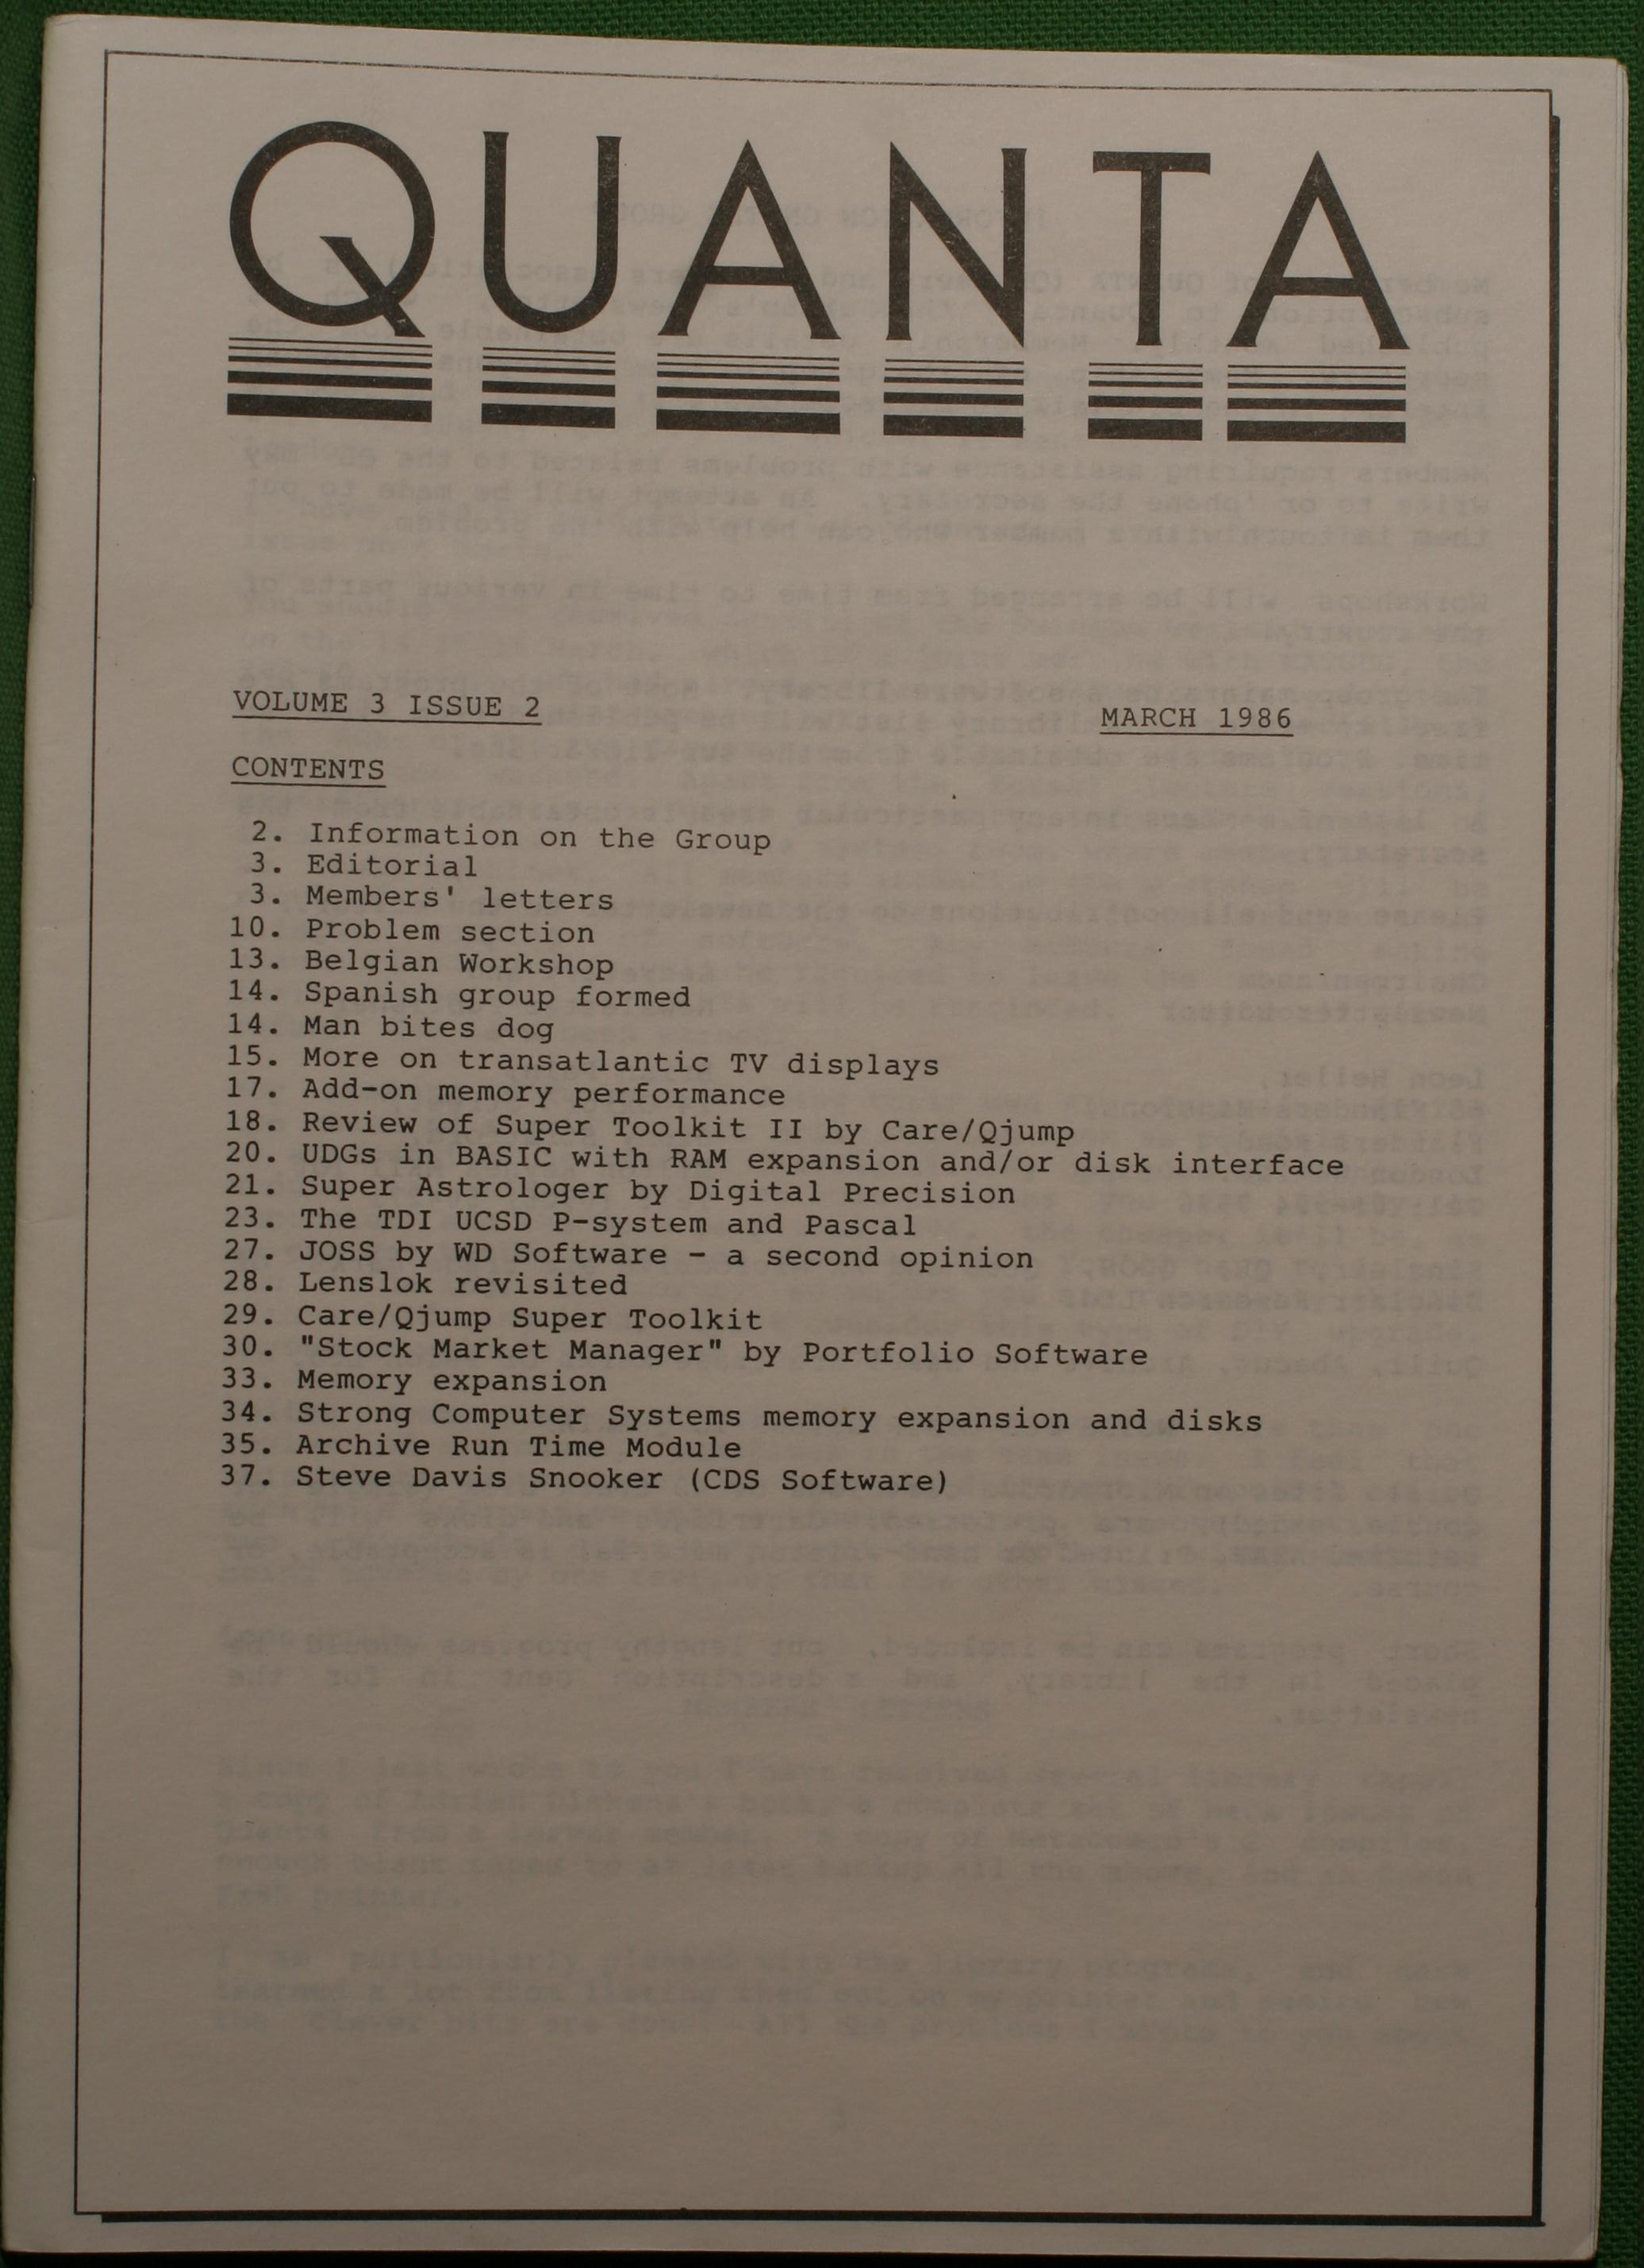 QUANTA
VOLUME 3 ISSUE 2 MARCH 1986
CONTENTS
2. Information on the Group
3. Editorial
3. Members' letters
10. Problem section
13. Belgian Workshop
14. Spanish group formed
14. Man bites dog
15. More on transatlantic TV displays
17. Add-on memory performance
18. Review of Super Toolkit II by Care/Qjump
20. UDGs in BASIC with RAM expansion and/or disk interface
21. Super Astrologer by Digital Precision
23. The TDI UCSD P-system and Pascal
27. JOSS by WD Software - a second opinion
28. Lenslok revisited
29. Care/Qjump Super Toolkit
30. "Stock Market Manager" by Portfolio Software
33. Memory expansion
34. Strong Computer Systems memory expansion and disks
35. Archive Run Time Module
37. Steve Davis Snooker (CDS Software)